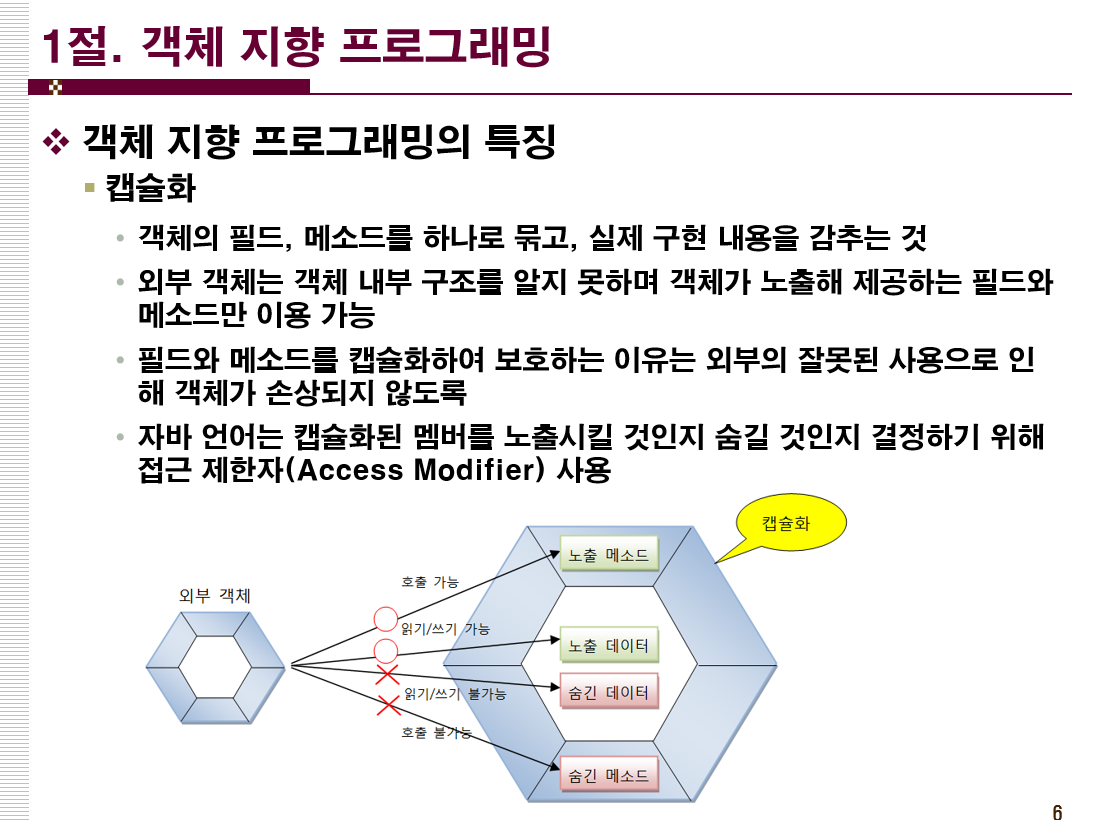 1절. 객체 지향 프로그래밍
객체 지향 프로그래밍의 특징
캡슐화
객체의 필드, 메소드를 하나로 묶고, 실제 구현 내용을 감추는 것
외부 객체는 객체 내부 구조를 알지 못하며 객체가 노출해 제공하는 필드와
메소드만 이용 가능
필드와 메소드를 캡슐화하여 보호하는 이유는 외부의 잘못된 사용으로 인
해 객체가 손상되지 않도록
자바 언어는 캡슐화된 멤버를 노출시킬 것인지 숨길 것인지 결정하기 위해
접근 제한자(Access Modifier) 사용
캡슐화
노출 메소드
호출 가능
외부 객체
읽기/쓰기 가능
노출 데이터
숨긴 데이터
읽기/쓰기 불가능
호출 불가능
숨긴 메소드
6